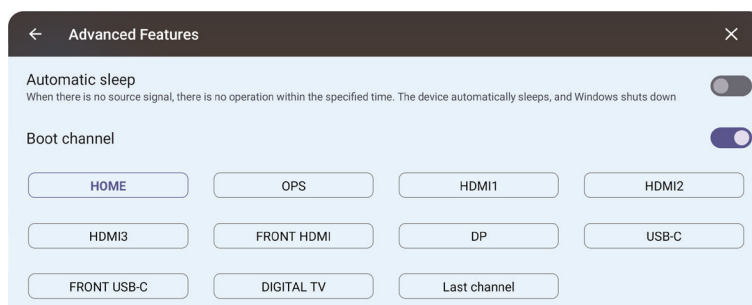 Advanced Features
Automatic sleep
When there is no source signal, there is no operation within the specified time. The device automatically sleeps, and Windows shuts down
Boot channel
HOME OPS HDMI1 HDMI2
HDMI3 FRONT HDMI DP USB-C
FRONT USB-C DIGITAL TV Last channel